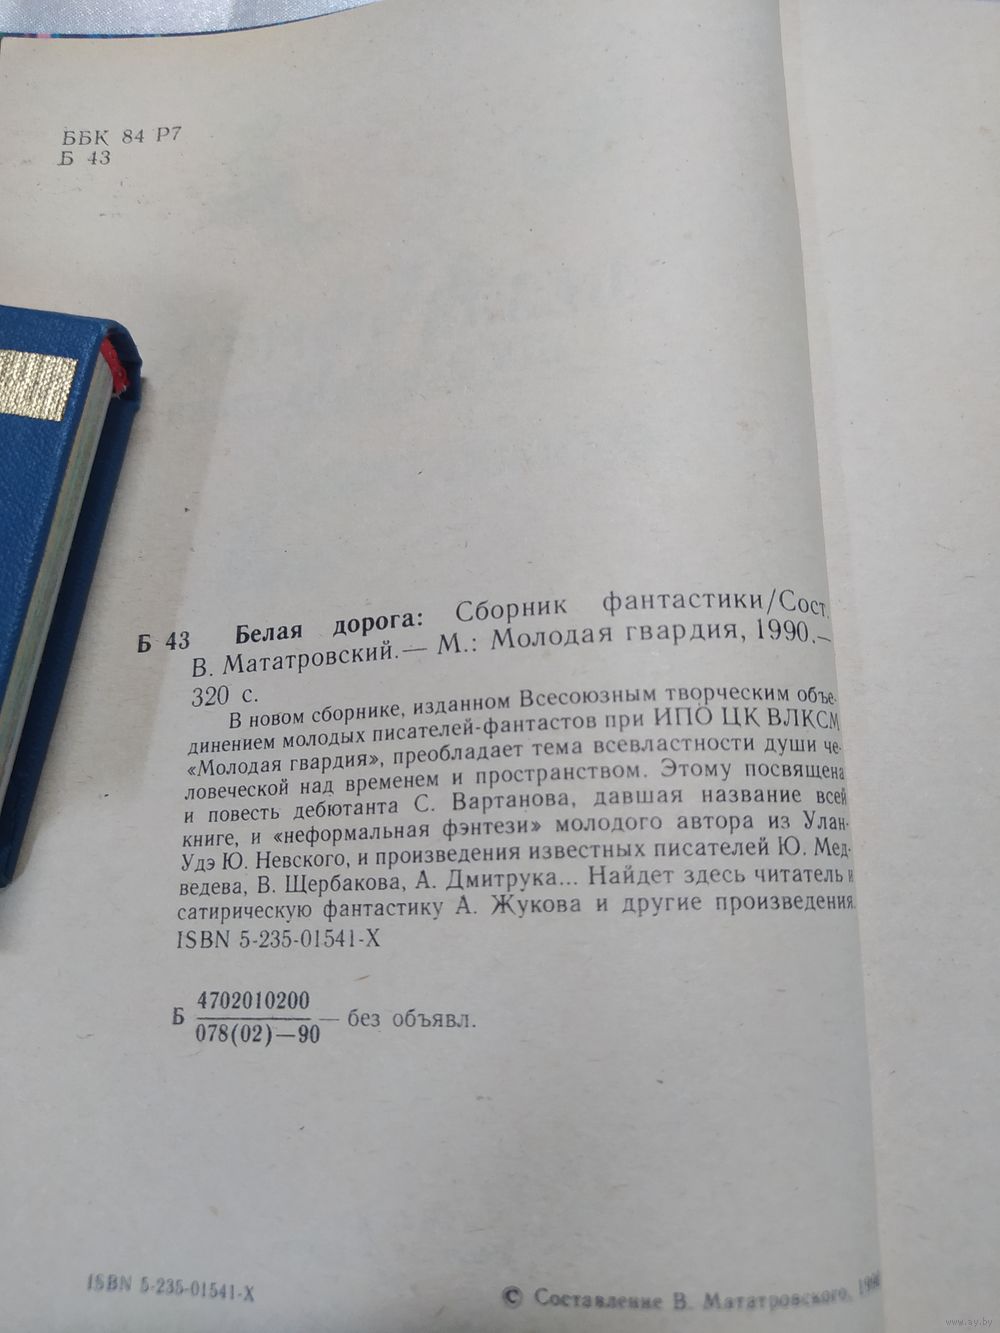 ББК 84 Р7
Б 43
Б 43 Белая дорога: Сборник фантастики/Сост.
В. Мататровский.— М.: Молодая гвардия, 1990.—
320 с.
В новом сборнике, изданном Всесоюзным творческим объе-
динением молодых писателей-фантастов при ИПО ЦК ВЛКСМ
«Молодая гвардия», преобладает тема всевластности души че-
ловеческой над временем и пространством. Этому посвящена
и повесть дебютанта С. Вартанова, давшая название всей
книге, и «неформальная фэнтези» молодого автора из Улан-
Удэ Ю. Невского, и произведения известных писателей Ю. Мед-
ведева, В. Щербакова, А. Дмитрука... Найдет здесь читатель и
сатирическую фантастику А. Жукова и другие произведения.
ISBN 5-235-01541-X
Б 4702010200
078(02)—90 — без объявл.
ISBN 5-235-01541-X
© Составление В. Мататровского, 1990
www.ay.by